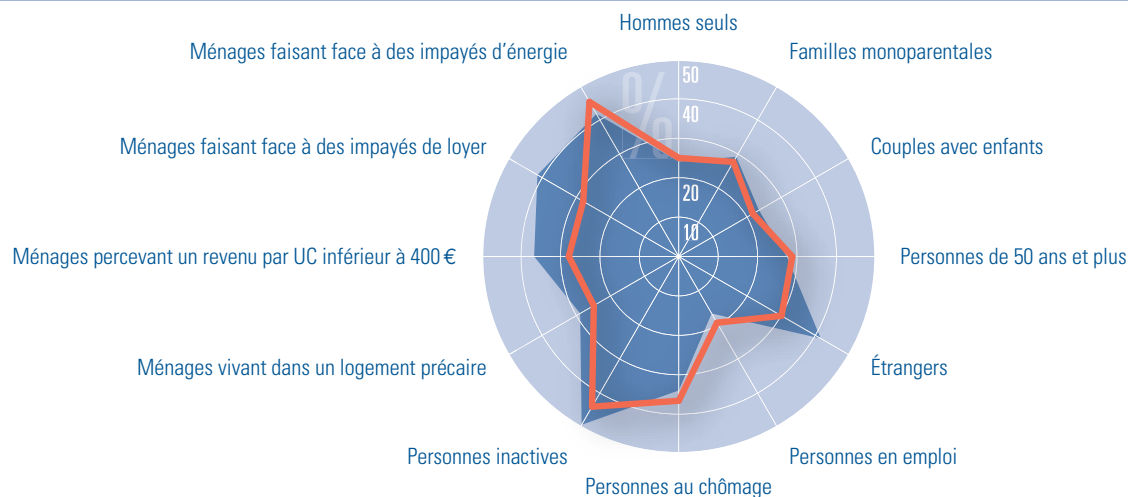 Hommes seuls
Ménages faisant face à des impayés d'énergie
Familles monoparentales
%
50
40
Ménages faisant face à des impayés de loyer
Couples avec enfants
20
10
Ménages percevant un revenu par UC inférieur à 400 €
Personnes de 50 ans et plus
Ménages vivant dans un logement précaire
Étrangers
Personnes inactives
Personnes en emploi
Personnes au chômage